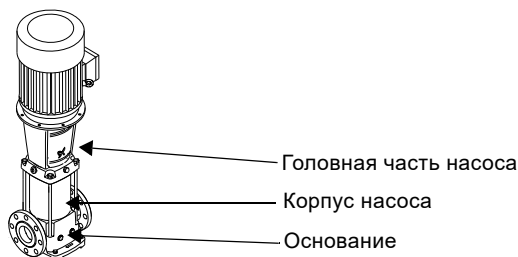 Головная часть насоса
Корпус насоса
Основание